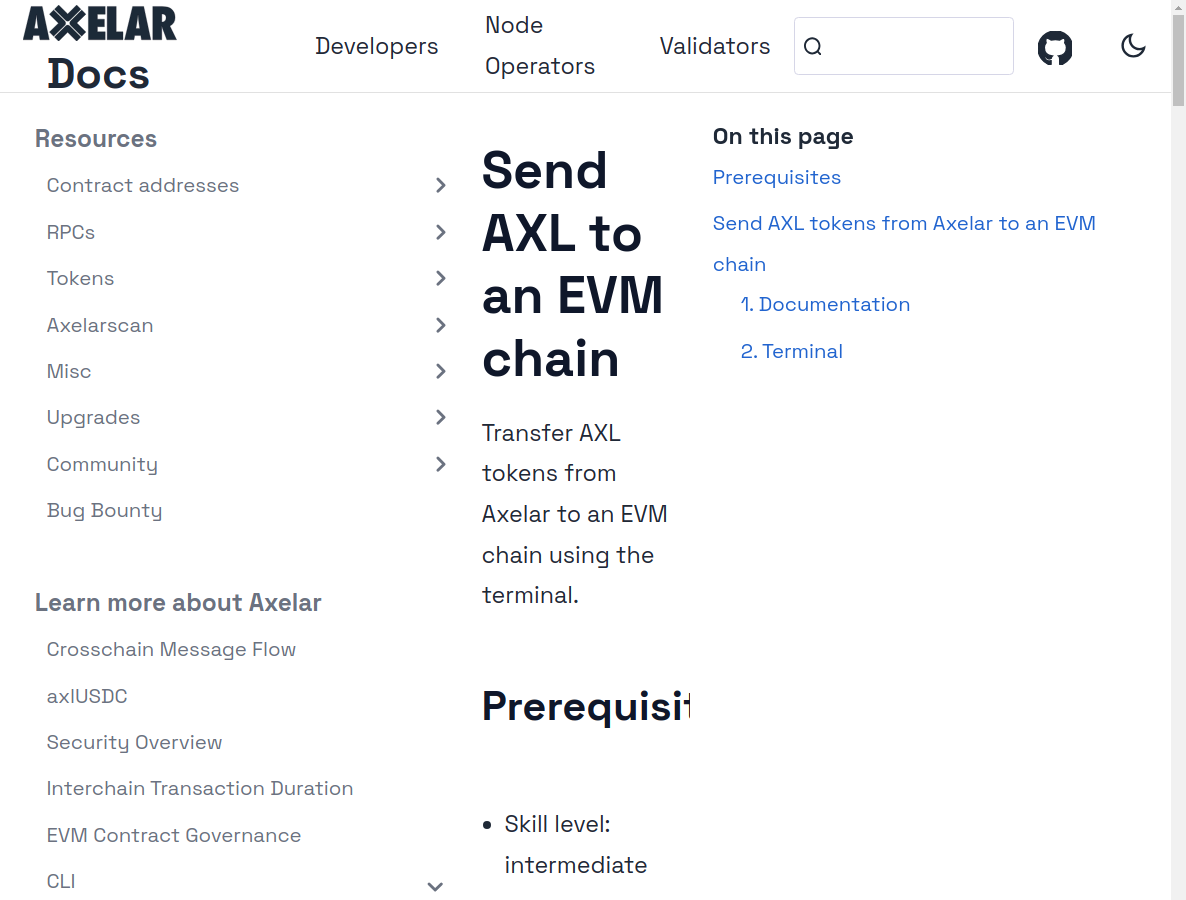 AXELAR
Docs
Developers
Node
Operators
Validators
Resources
Contract addresses
RPCs
Tokens
Axelarscan
Misc
Upgrades
Community
Bug Bounty
Learn more about Axelar
Crosschain Message Flow
axlUSDC
Security Overview
Interchain Transaction Duration
EVM Contract Governance
CLI
Send
AXL to
an EVM
chain
Transfer AXL
tokens from
Axelar to an EVM
chain using the
terminal.
Prerequisit
• Skill level:
intermediate
On this page
Prerequisites
Send AXL tokens from Axelar to an EVM
chain
1. Documentation
2. Terminal